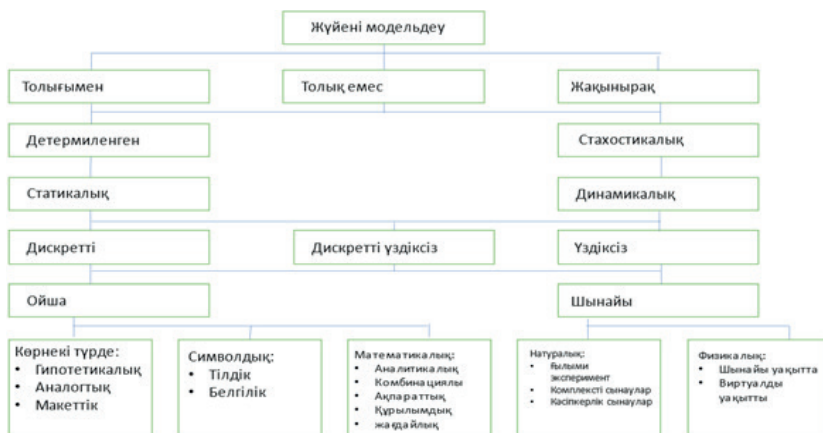 Жүйені модельдеу
Толығымен
Толық емес
Жақынырақ
Детермиленген
Стахостикалық
Статикалық
Динамикалық
Дискретті
Дискретті үздіксіз
Үздіксіз
Ойша
Шынайы
Көрнекі түрде:
• Гипотетикалық
• Аналогтық
• Макеттік
Символдық:
• Тілдік
• Белгілік
Математикалық:
• Аналитикалық
• Комбинациялы
• Ақпараттық
• Құрылымдық
• жағдайлық
Натуралық:
• Ғылыми
эксперимент
• Комплексті сынаулар
• Кәсіпкерлік сынаулар
Физикалық:
• Шынайы уақытта
• Виртуалды
уақытты